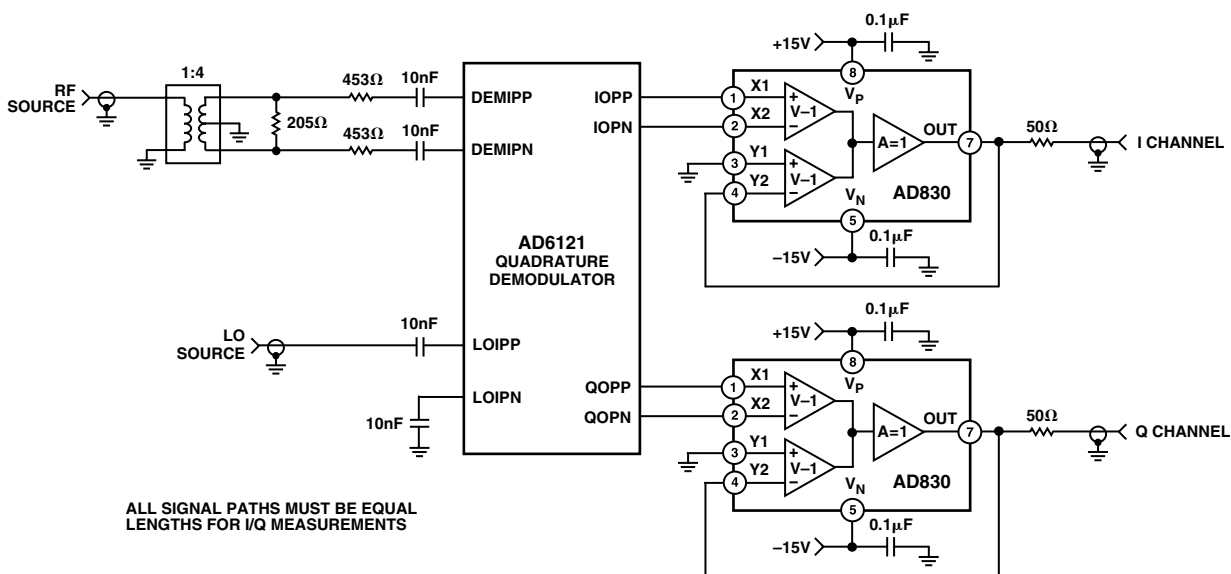 1:4
RF
SOURCE
205Ω
453Ω
10nF
453Ω
10nF
DEMIPP
DEMIPN
IOPP
IOPN
AD6121
QUADRATURE
DEMODULATOR
LO
SOURCE
10nF
LOIPP
LOIPN
10nF
QOPP
QOPN
0.1µF
+15V
8
VP
1
X1
+
V–1
2
X2
–
3
Y1
+
V–1
4
Y2
–
A=1
OUT
7
VN
5
AD830
–15V
0.1µF
50Ω
I CHANNEL
0.1µF
+15V
8
VP
1
X1
+
V–1
2
X2
–
3
Y1
+
V–1
4
Y2
–
A=1
OUT
7
VN
5
AD830
–15V
0.1µF
50Ω
Q CHANNEL
ALL SIGNAL PATHS MUST BE EQUAL
LENGTHS FOR I/Q MEASUREMENTS